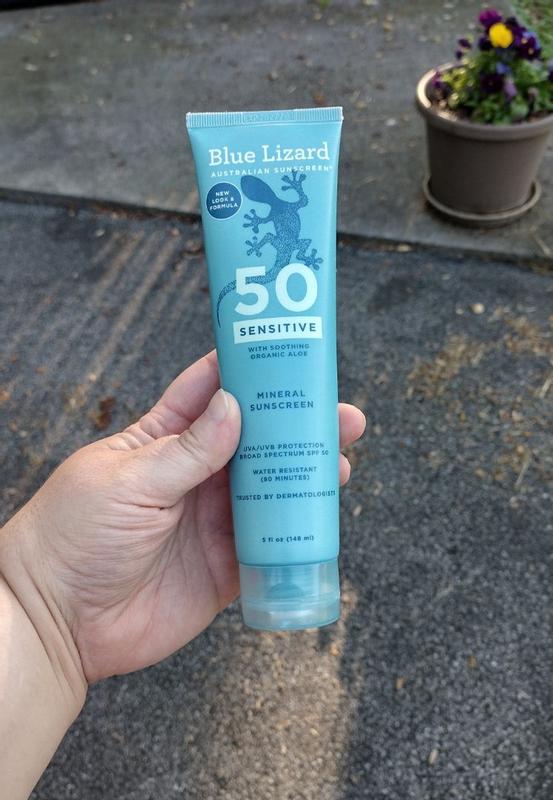 Blue Lizard
AUSTRALIAN SUNSCREEN®
NEW
LOOK &
FORMULA
50
SENSITIVE
WITH SOOTHING
ORGANIC ALOE
MINERAL
SUNSCREEN
UVA/UVB PROTECTION
BROAD SPECTRUM SPF 50
WATER RESISTANT
(80 MINUTES)
TRUSTED BY DERMATOLOGISTS
5 fl oz (148 ml)